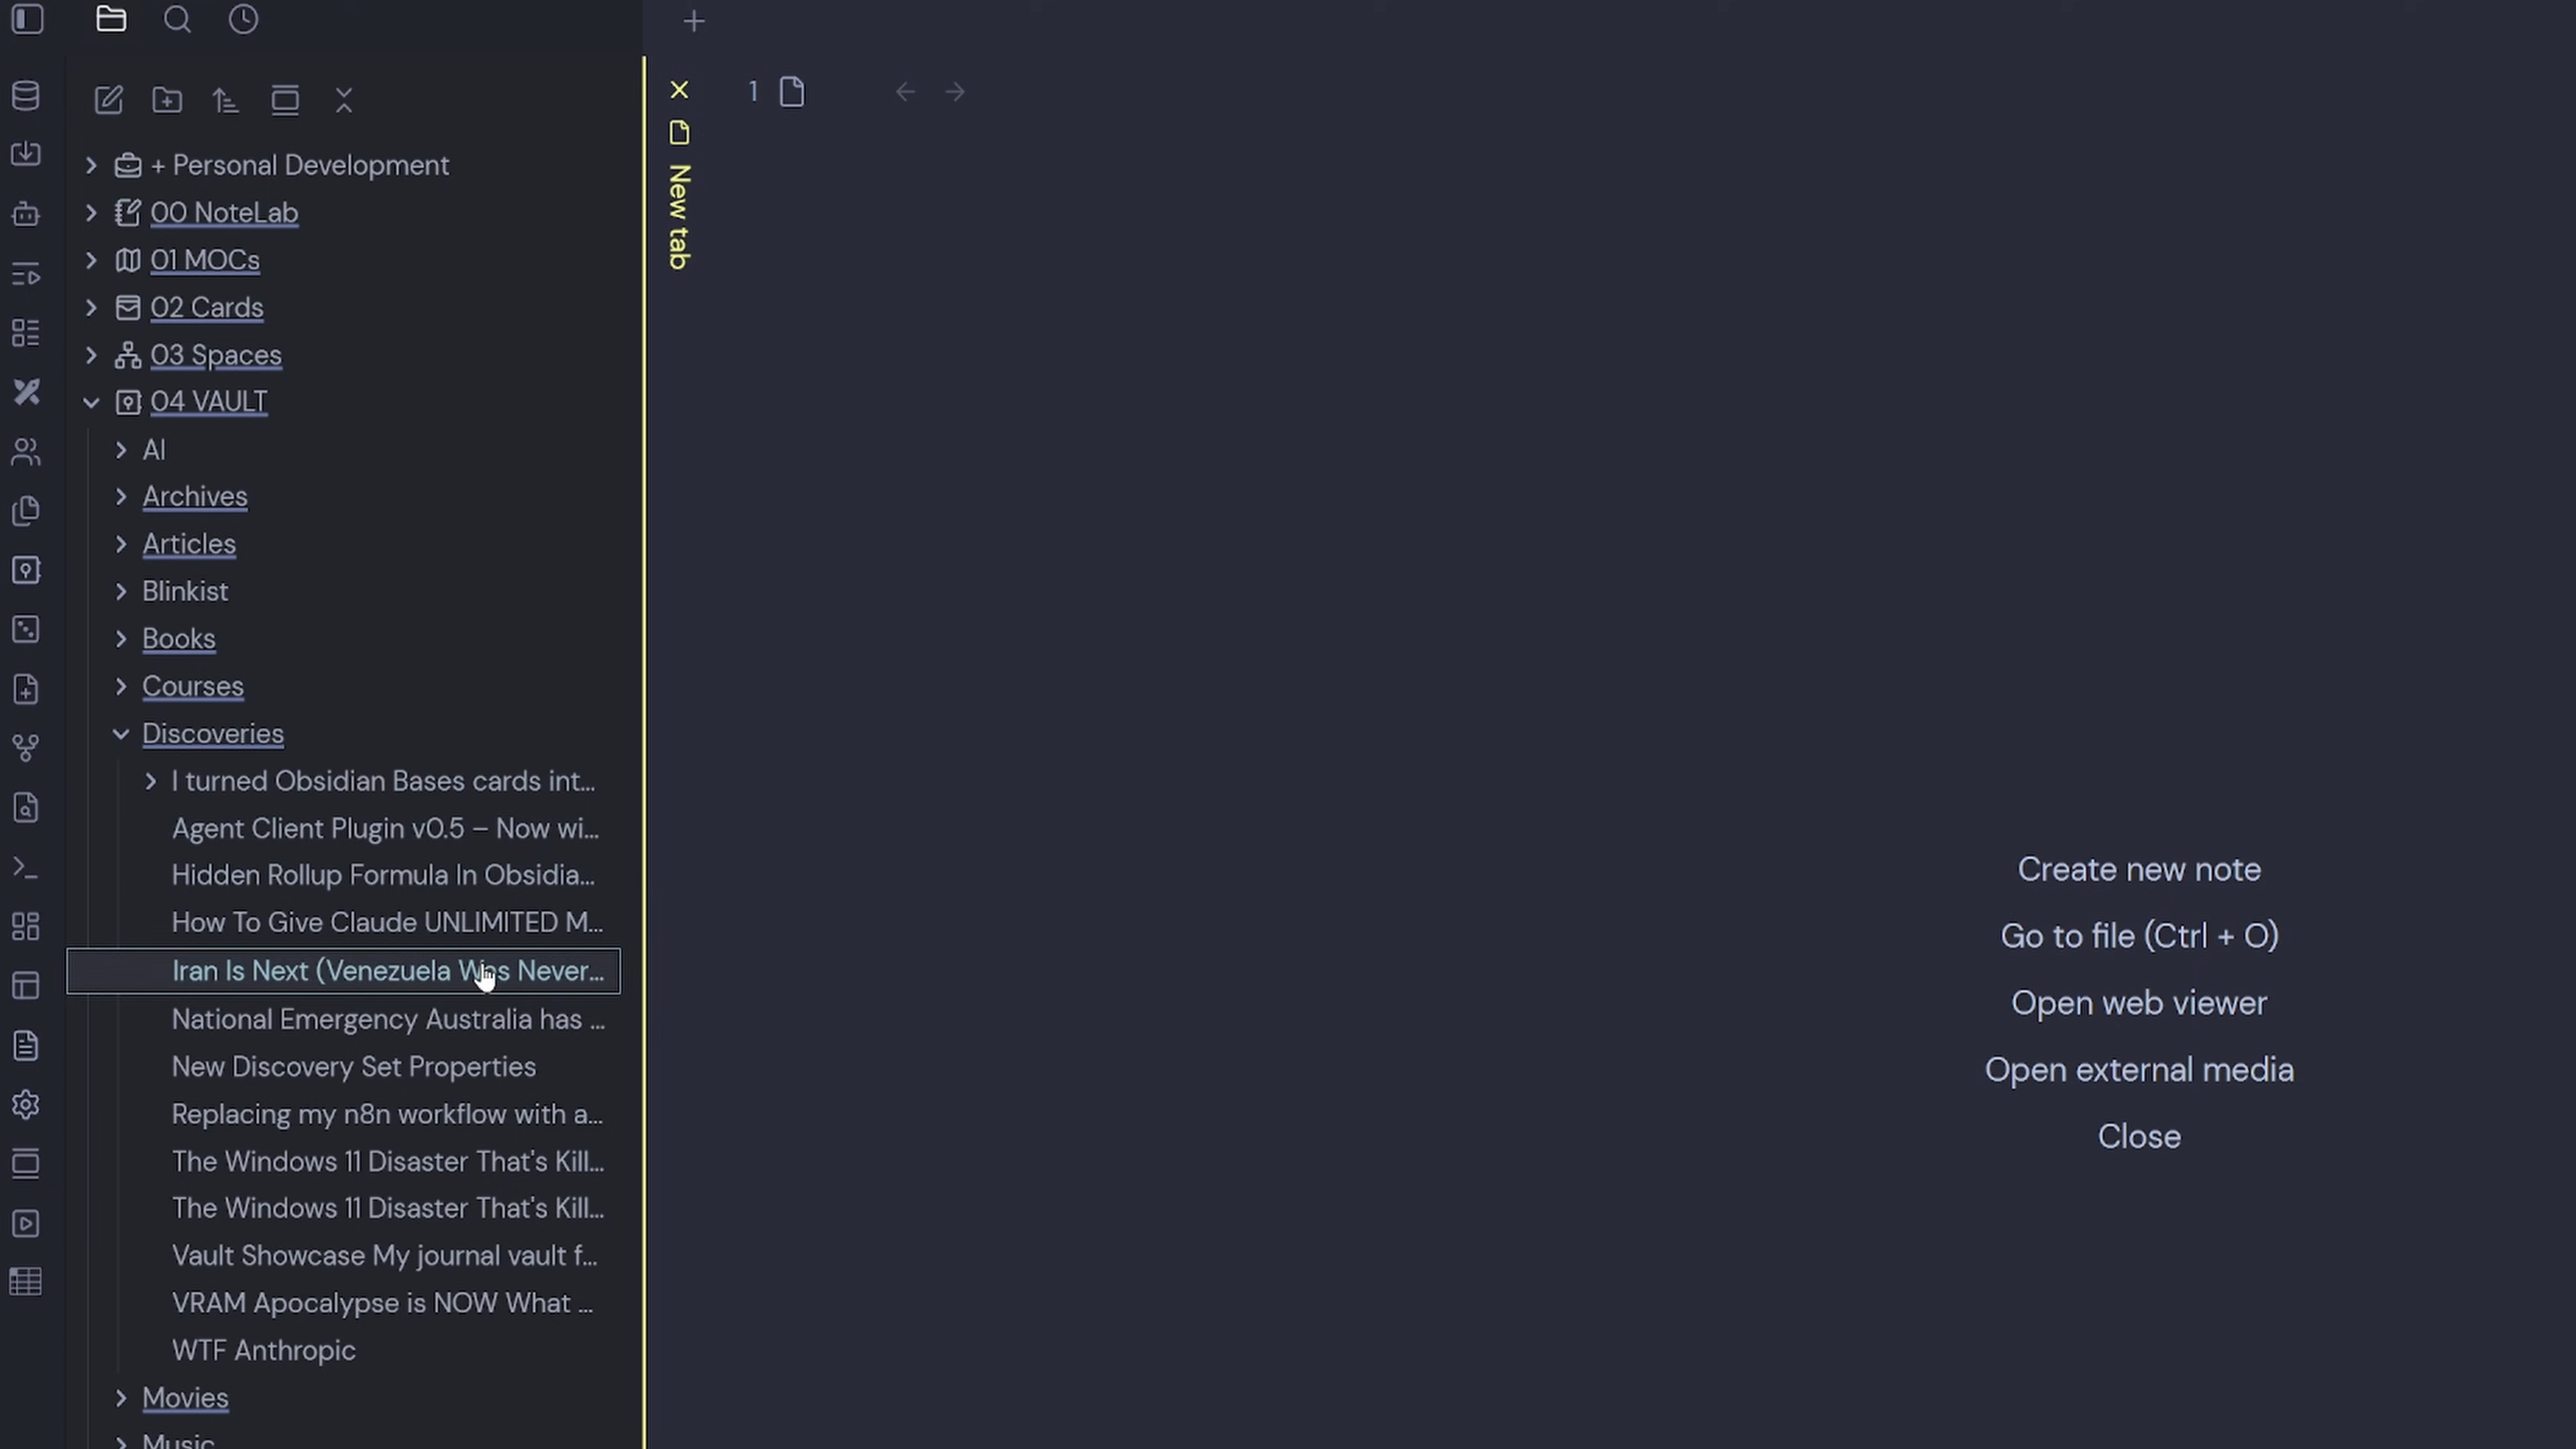 + Personal Development
00 NoteLab
01 MOCs
02 Cards
03 Spaces
04 VAULT
AI
Archives
Articles
Blinkist
Books
Courses
Discoveries
I turned Obsidian Bases cards int...
Agent Client Plugin v0.5 – Now wi...
Hidden Rollup Formula In Obsidia...
How To Give Claude UNLIMITED M...
Iran Is Next (Venezuela Was Never...
National Emergency Australia has ...
New Discovery Set Properties
Replacing my n8n workflow with a...
The Windows 11 Disaster That's Kill...
The Windows 11 Disaster That's Kill...
Vault Showcase My journal vault f...
VRAM Apocalypse is NOW What ...
WTF Anthropic
Movies
Music
New tab
1
Create new note
Go to file (Ctrl + O)
Open web viewer
Open external media
Close